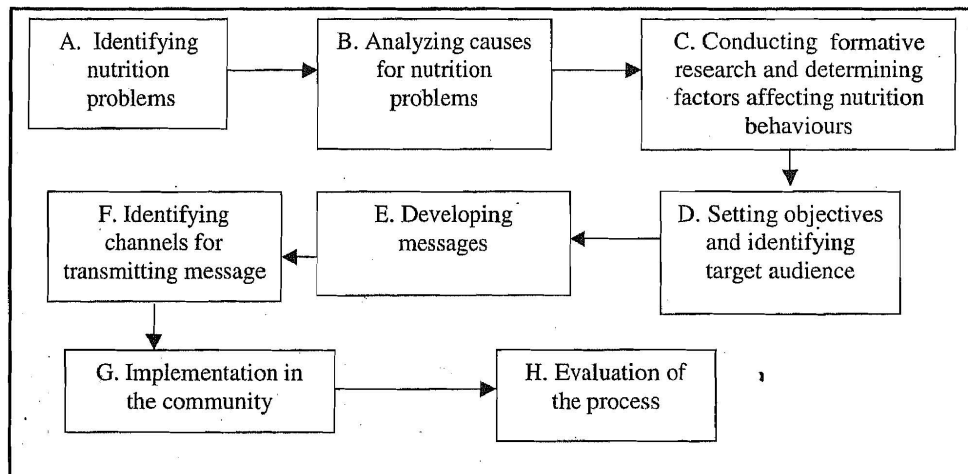 A. Identifying
nutrition
problems
B. Analyzing causes
for nutrition
problems
C. Conducting formative
research and determining
factors affecting nutrition
behaviours
D. Setting objectives
and identifying
target audience
E. Developing
messages
F. Identifying
channels for
transmitting message
G. Implementation in
the community
H. Evaluation of
the process